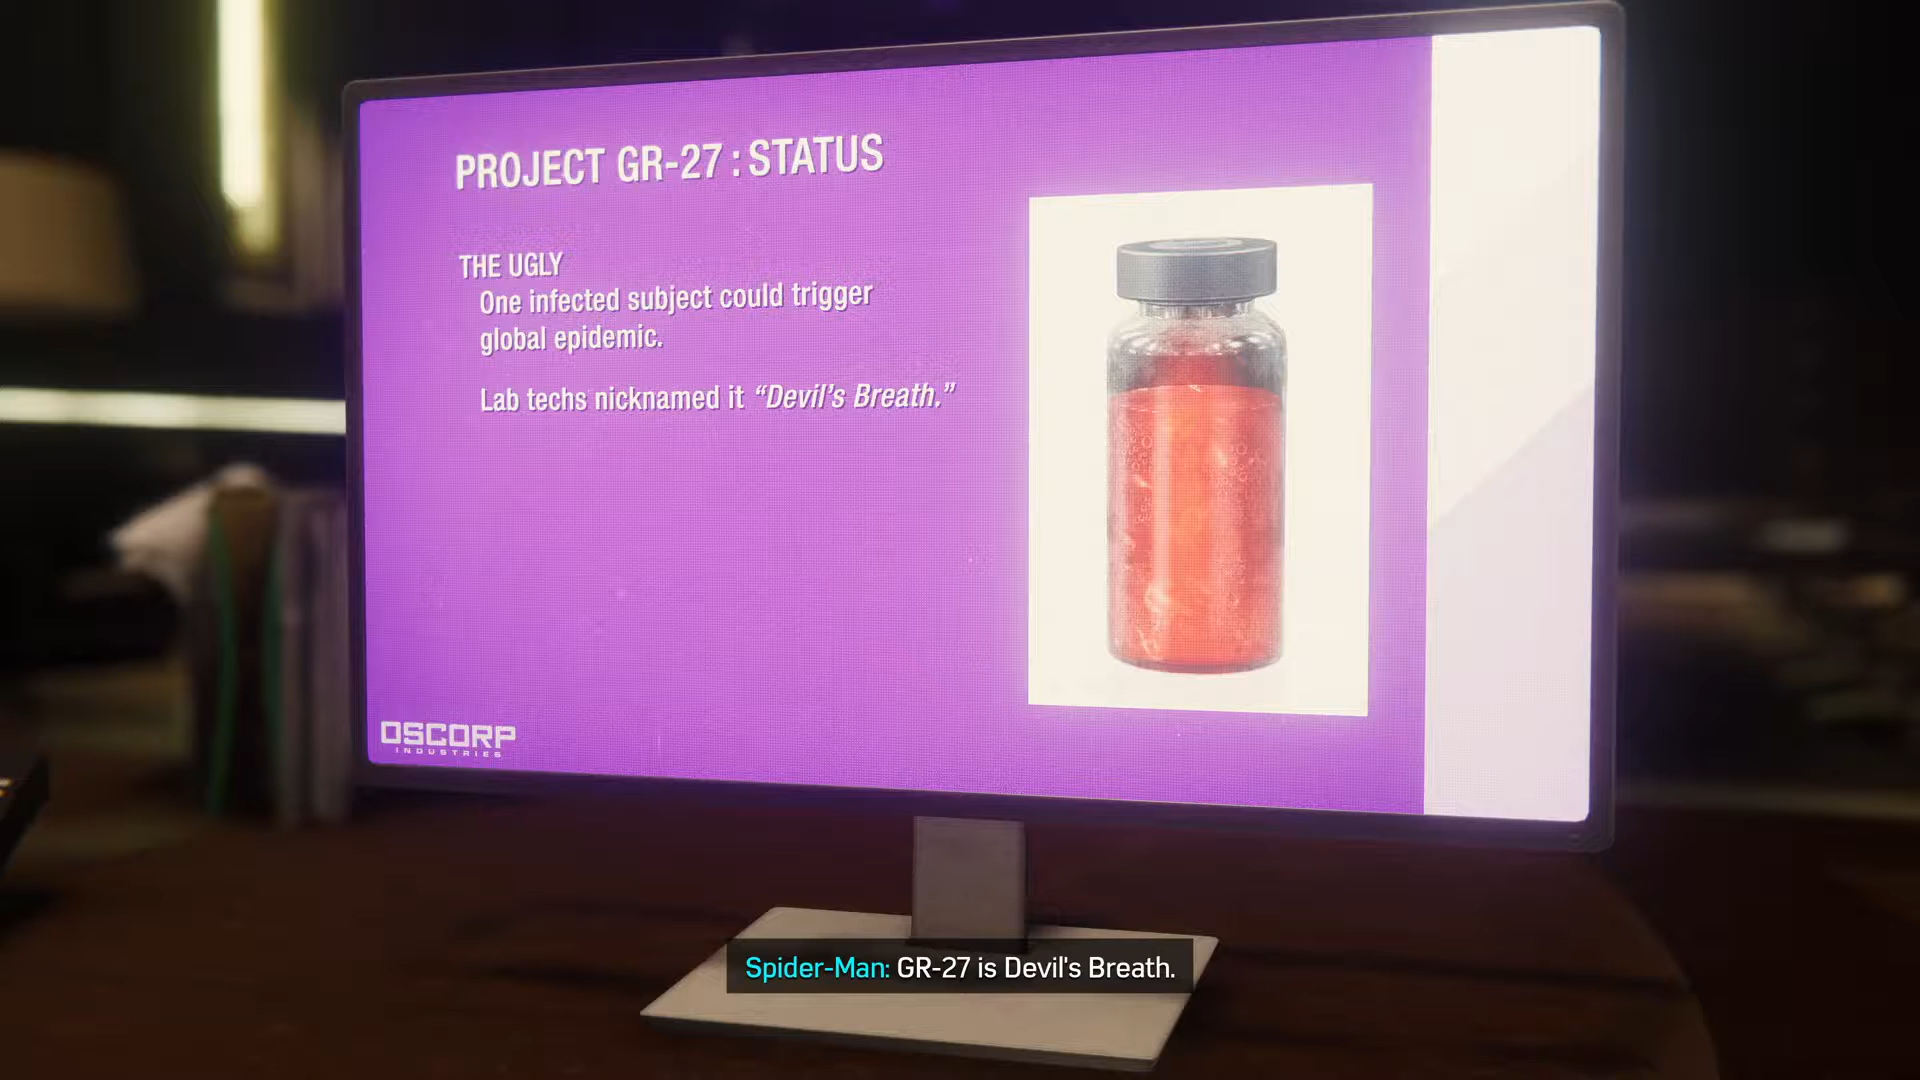 PROJECT GR-27 : STATUS
THE UGLY
One infected subject could trigger
global epidemic.
Lab techs nicknamed it “Devil’s Breath.”
OSCORP
INDUSTRIES
Spider-Man: GR-27 is Devil's Breath.